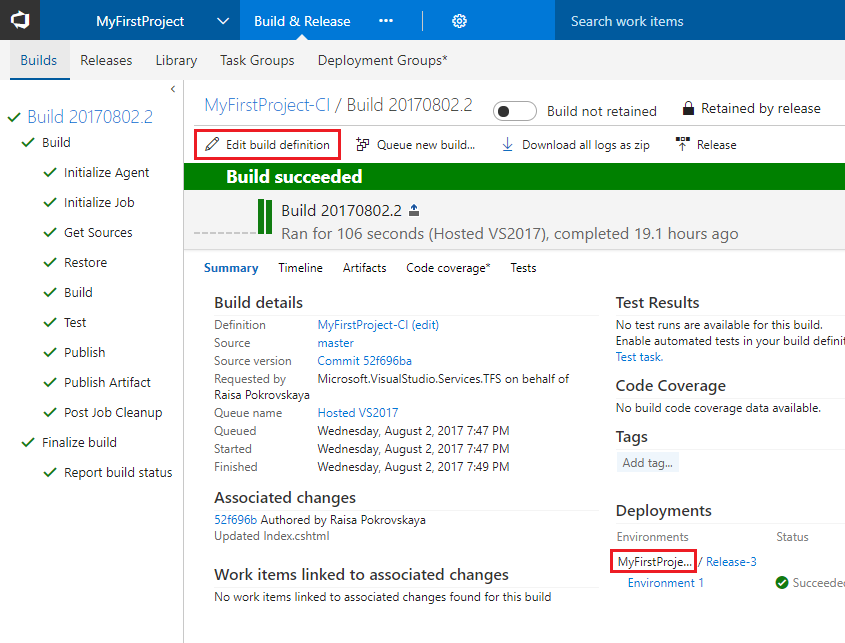 MyFirstProject
Build & Release
Search work items
Builds Releases Library Task Groups Deployment Groups*
Build 20170802.2
Build
Initialize Agent
Initialize Job
Get Sources
Restore
Build
Test
Publish
Publish Artifact
Post Job Cleanup
Finalize build
Report build status
MyFirstProject-CI / Build 20170802.2
Build not retained
Retained by release
Edit build definition
Queue new build...
Download all logs as zip
Release
Build succeeded
Build 20170802.2
Ran for 106 seconds (Hosted VS2017), completed 19.1 hours ago
Summary Timeline Artifacts Code coverage* Tests
Build details
Definition MyFirstProject-CI (edit)
Source master
Source version Commit 52f696ba
Requested by Microsoft.VisualStudio.Services.TFS on behalf of
Raisa Pokrovskaya
Queue name Hosted VS2017
Queued Wednesday, August 2, 2017 7:47 PM
Started Wednesday, August 2, 2017 7:47 PM
Finished Wednesday, August 2, 2017 7:49 PM
Associated changes
52f696b Authored by Raisa Pokrovskaya
Updated Index.cshtml
Work items linked to associated changes
No work items linked to associated changes found for this build
Test Results
No test runs are available for this build.
Enable automated tests in your build definit
Test task.
Code Coverage
No build code coverage data available.
Tags
Add tag...
Deployments
Environments Status
MyFirstProje... / Release-3
Environment 1 Succeeded